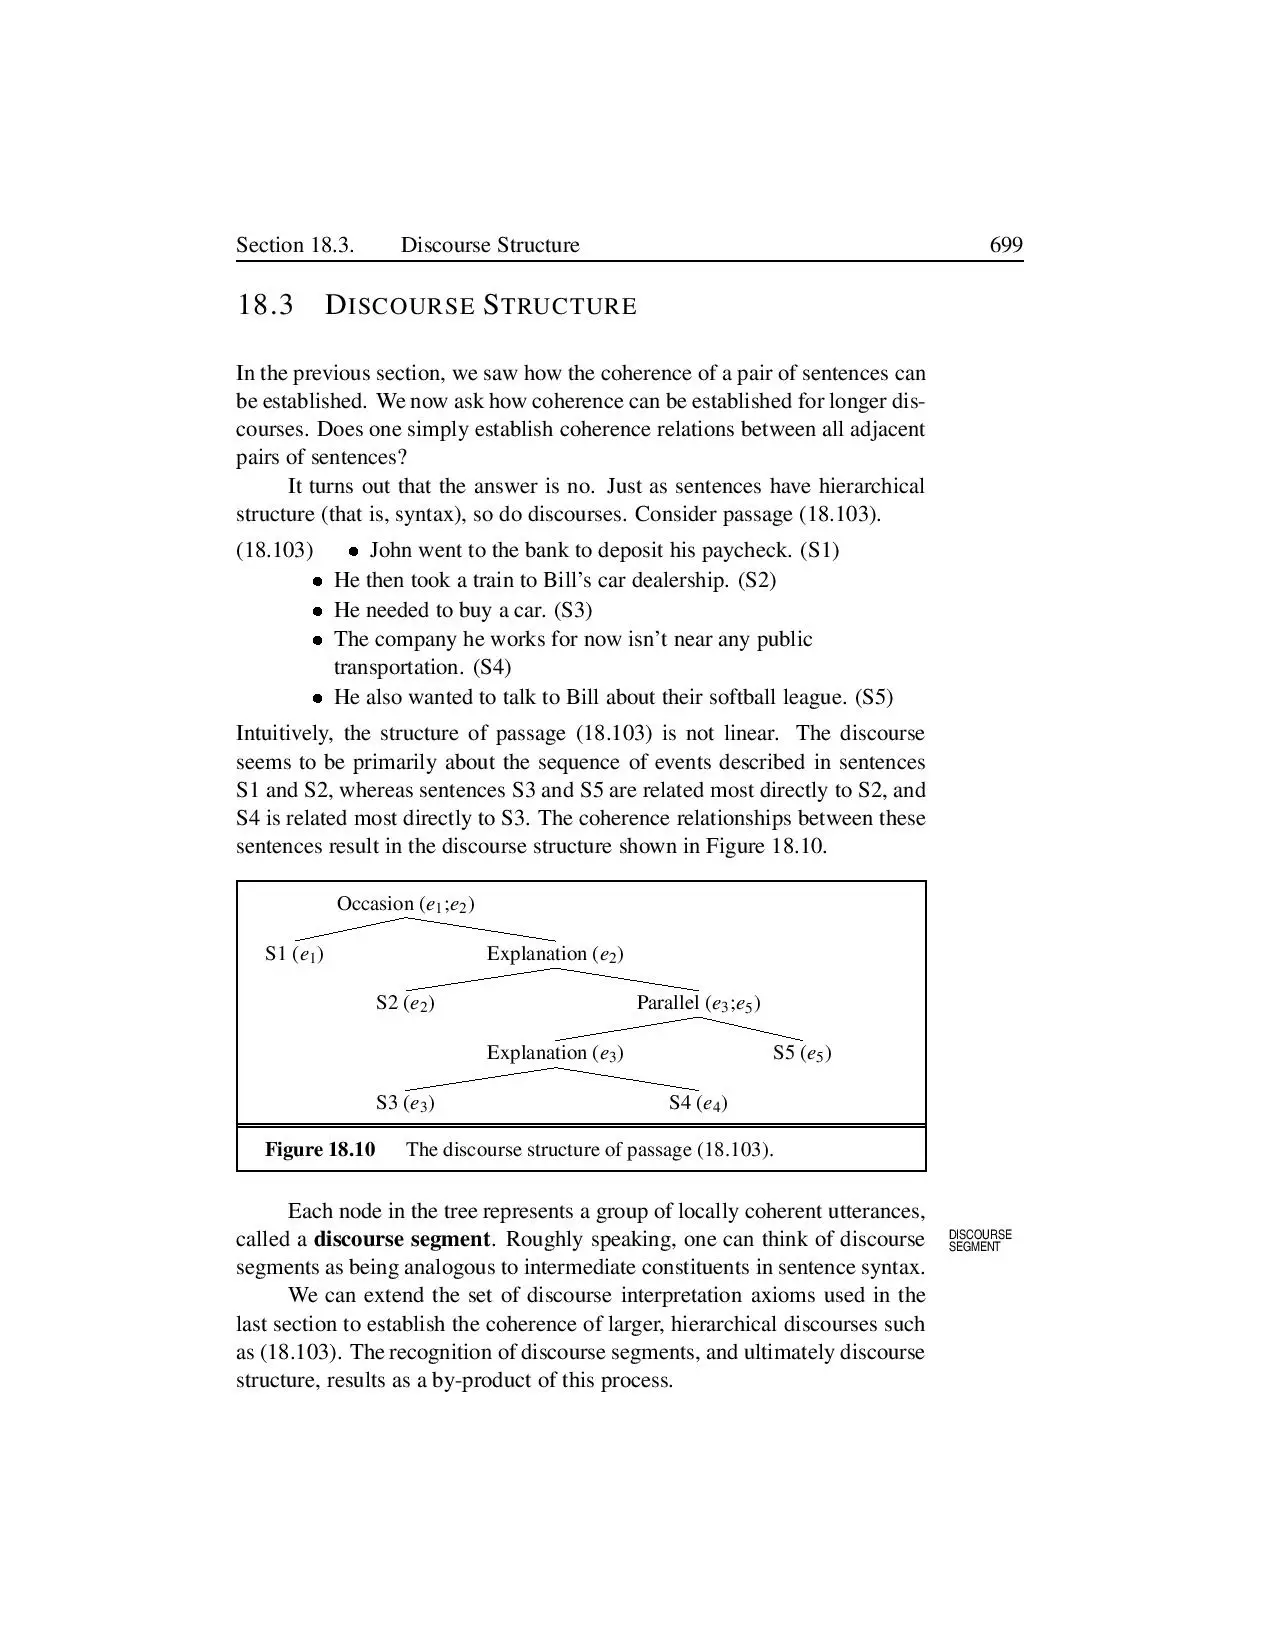 Section 18.3. Discourse Structure 699
18.3 DISCOURSE STRUCTURE
In the previous section, we saw how the coherence of a pair of sentences can
be established. We now ask how coherence can be established for longer dis-
courses. Does one simply establish coherence relations between all adjacent
pairs of sentences?
It turns out that the answer is no. Just as sentences have hierarchical
structure (that is, syntax), so do discourses. Consider passage (18.103).
(18.103) • John went to the bank to deposit his paycheck. (S1)
• He then took a train to Bill's car dealership. (S2)
• He needed to buy a car. (S3)
• The company he works for now isn't near any public
transportation. (S4)
• He also wanted to talk to Bill about their softball league. (S5)
Intuitively, the structure of passage (18.103) is not linear. The discourse
seems to be primarily about the sequence of events described in sentences
S1 and S2, whereas sentences S3 and S5 are related most directly to S2, and
S4 is related most directly to S3. The coherence relationships between these
sentences result in the discourse structure shown in Figure 18.10.
Occasion (e1;e2)
S1 (e1) Explanation (e2)
S2 (e2) Parallel (e3;e5)
Explanation (e3) S5 (e5)
S3 (e3) S4 (e4)
Figure 18.10 The discourse structure of passage (18.103).
Each node in the tree represents a group of locally coherent utterances,
called a discourse segment. Roughly speaking, one can think of discourse
DISCOURSE
SEGMENT
segments as being analogous to intermediate constituents in sentence syntax.
We can extend the set of discourse interpretation axioms used in the
last section to establish the coherence of larger, hierarchical discourses such
as (18.103). The recognition of discourse segments, and ultimately discourse
structure, results as a by-product of this process.